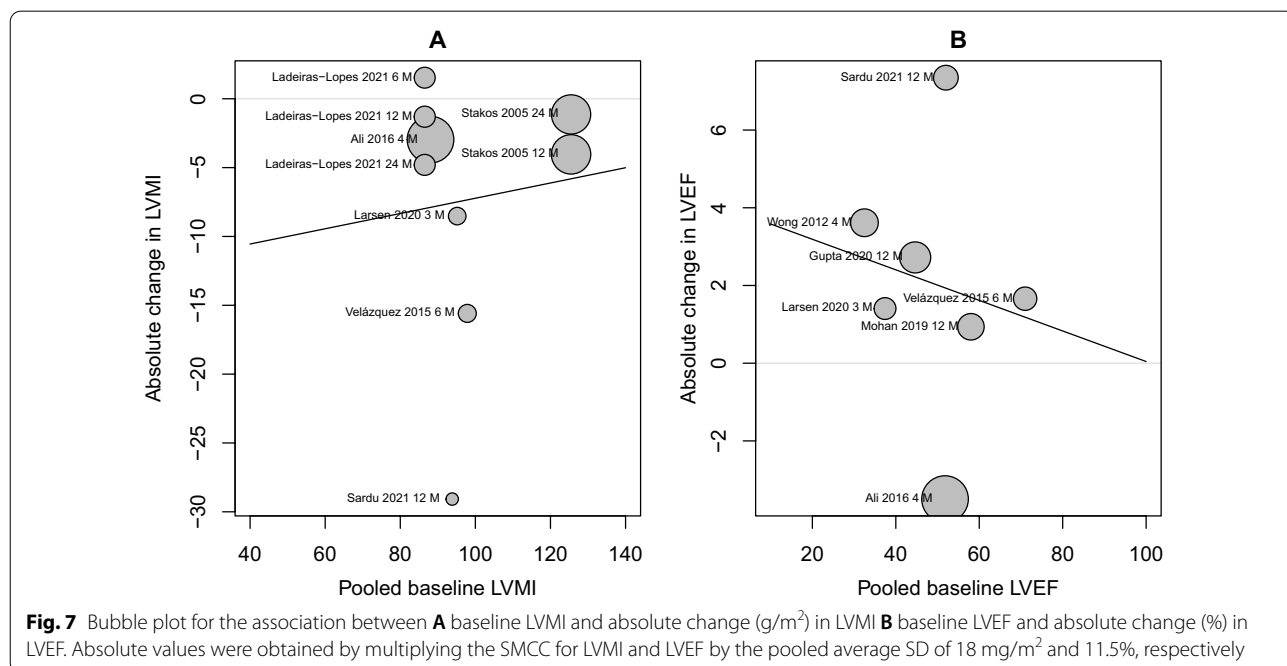 A
Absolute change in LVMI
0
−5
−10
−15
−20
−25
−30
Ladeiras−Lopes 2021 6 M
Ladeiras−Lopes 2021 12 M
Stakos 2005 24 M
Ali 2016 4 M
Stakos 2005 12 M
Ladeiras−Lopes 2021 24 M
Larsen 2020 3 M
Velázquez 2015 6 M
Sardu 2021 12 M
40 60 80 100 120 140
Pooled baseline LVMI
B
Absolute change in LVEF
6
4
2
0
−2
Sardu 2021 12 M
Wong 2012 4 M
Gupta 2020 12 M
Velázquez 2015 6 M
Larsen 2020 3 M
Mohan 2019 12 M
Ali 2016 4 M
20 40 60 80 100
Pooled baseline LVEF
Fig. 7 Bubble plot for the association between A baseline LVMI and absolute change (g/m²) in LVMI B baseline LVEF and absolute change (%) in
LVEF. Absolute values were obtained by multiplying the SMCC for LVMI and LVEF by the pooled average SD of 18 mg/m² and 11.5%, respectively